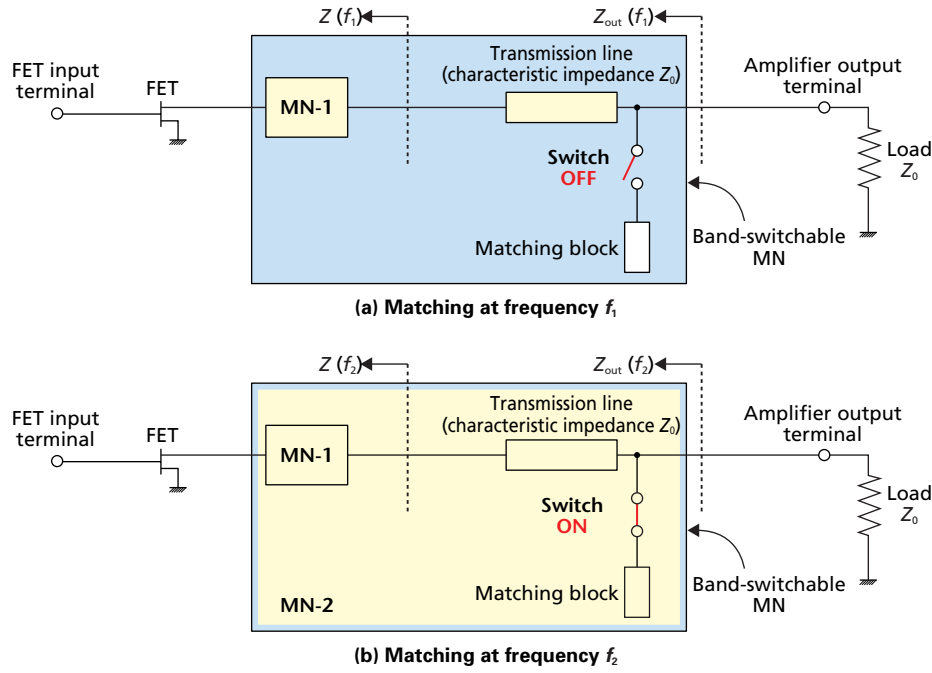 Z (f₁)
Z_out (f₁)
Transmission line
(characteristic impedance Z₀)
FET input
terminal
FET
MN-1
Amplifier output
terminal
Switch
OFF
Load
Z₀
Matching block
Band-switchable
MN
(a) Matching at frequency f₁
Z (f₂)
Z_out (f₂)
Transmission line
(characteristic impedance Z₀)
FET input
terminal
FET
MN-1
Amplifier output
terminal
Switch
ON
Load
Z₀
Matching block
MN-2
Band-switchable
MN
(b) Matching at frequency f₂